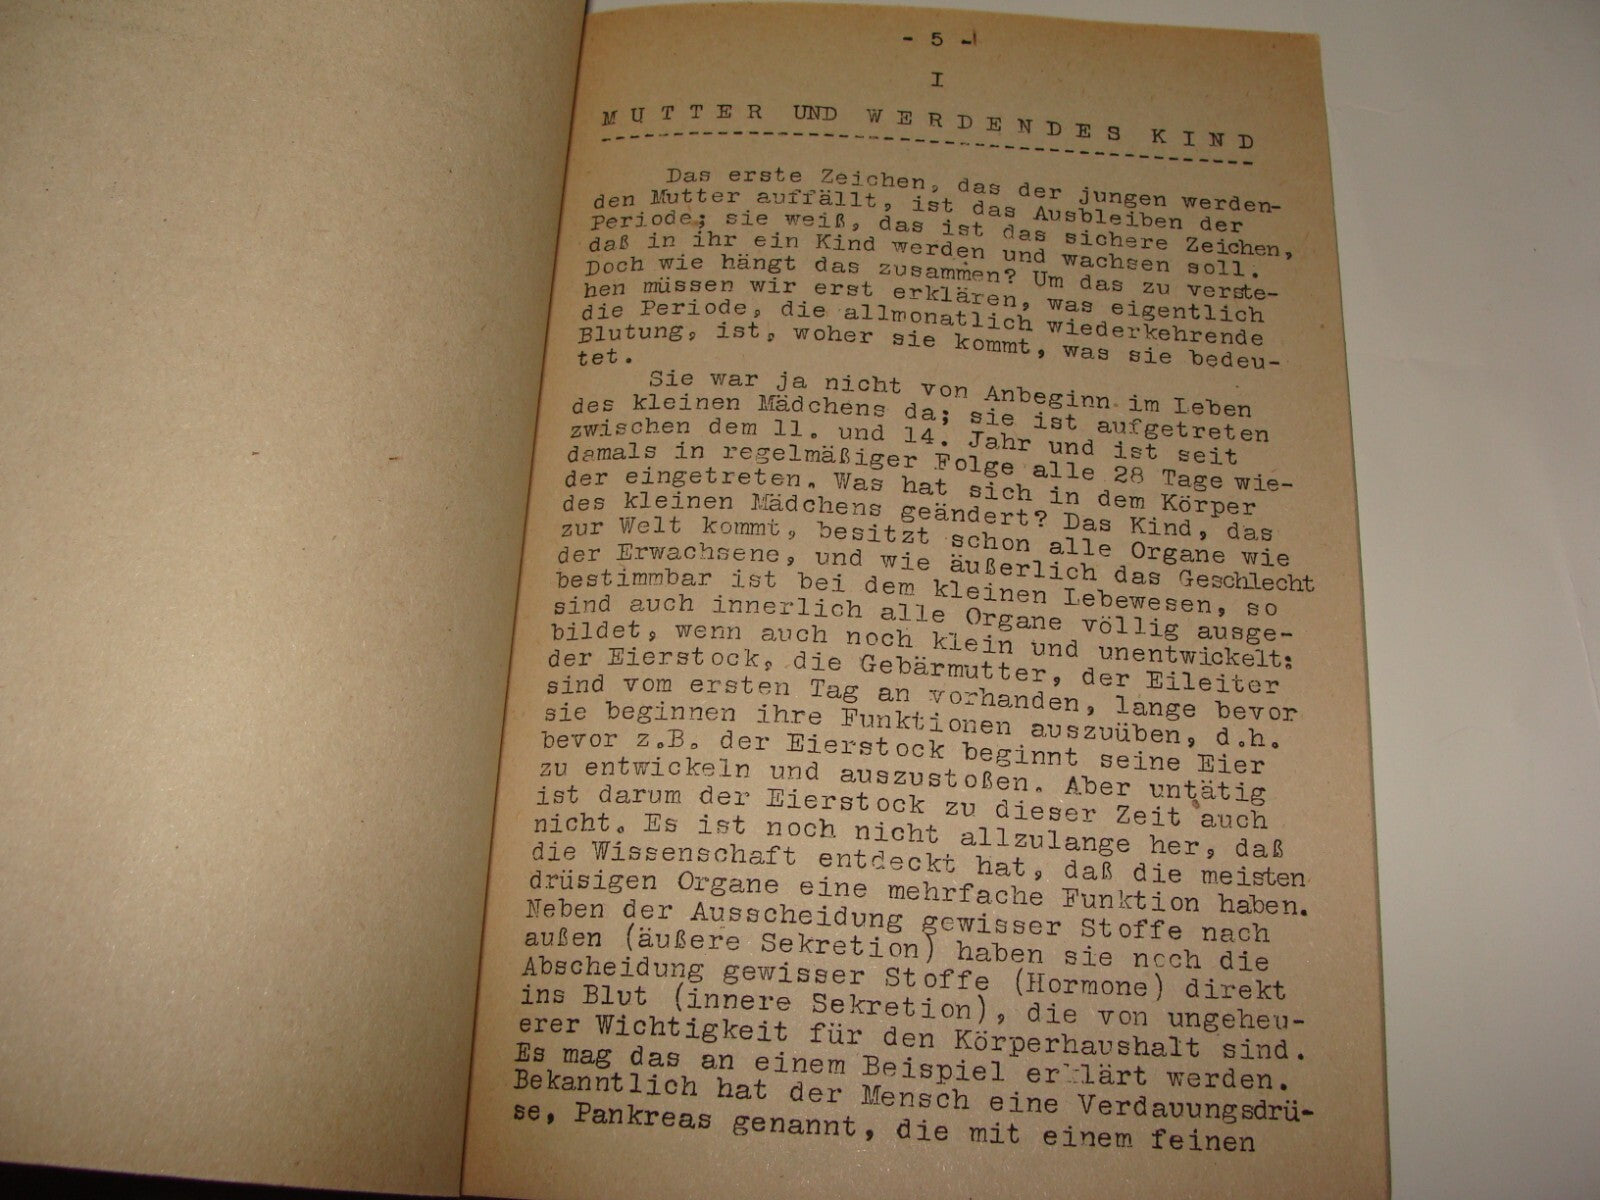 - 5 -
I
MUTTER UND WERDENDES KIND
Das erste Zeichen, das der jungen werden-
den Mutter auffällt, ist das Ausbleiben der
Periode; sie weiß, das ist das sichere Zeichen,
daß in ihr ein Kind werden und wachsen soll.
Doch wie hängt das zusammen? Um das zu verste-
hen müssen wir erst erklären, was eigentlich
die Periode, die allmonatlich wiederkehrende
Blutung, ist, woher sie kommt, was sie bedeu-
tet.
Sie war ja nicht von Anbeginn im Leben
des kleinen Mädchens da; sie ist aufgetreten
zwischen dem 11. und 14. Jahr und ist seit
damals in regelmäßiger Folge alle 28 Tage wie-
der eingetreten. Was hat sich in dem Körper
des kleinen Mädchens geändert? Das Kind, das
zur Welt kommt, besitzt schon alle Organe wie
der Erwachsene, und wie äußerlich das Geschlecht
bestimmbar ist bei dem kleinen Lebewesen, so
sind auch innerlich alle Organe völlig ausge-
bildet, wenn auch noch klein und unentwickelt:
der Eierstock, die Gebärmutter, der Eileiter
sind vom ersten Tag an vorhanden, lange bevor
sie beginnen ihre Funktionen auszuüben, d.h.
bevor z.B. der Eierstock beginnt seine Eier
zu entwickeln und auszustoßen. Aber untätig
ist darum der Eierstock zu dieser Zeit auch
nicht. Es ist noch nicht allzulange her, daß
die Wissenschaft entdeckt hat, daß die meisten
drüsigen Organe eine mehrfache Funktion haben.
Neben der Ausscheidung gewisser Stoffe nach
außen (äußere Sekretion) haben sie noch die
Abscheidung gewisser Stoffe (Hormone) direkt
ins Blut (innere Sekretion), die von ungeheu-
erer Wichtigkeit für den Körperhaushalt sind.
Es mag das an einem Beispiel erklärt werden.
Bekanntlich hat der Mensch eine Verdauungsdrü-
se, Pankreas genannt, die mit einem feinen